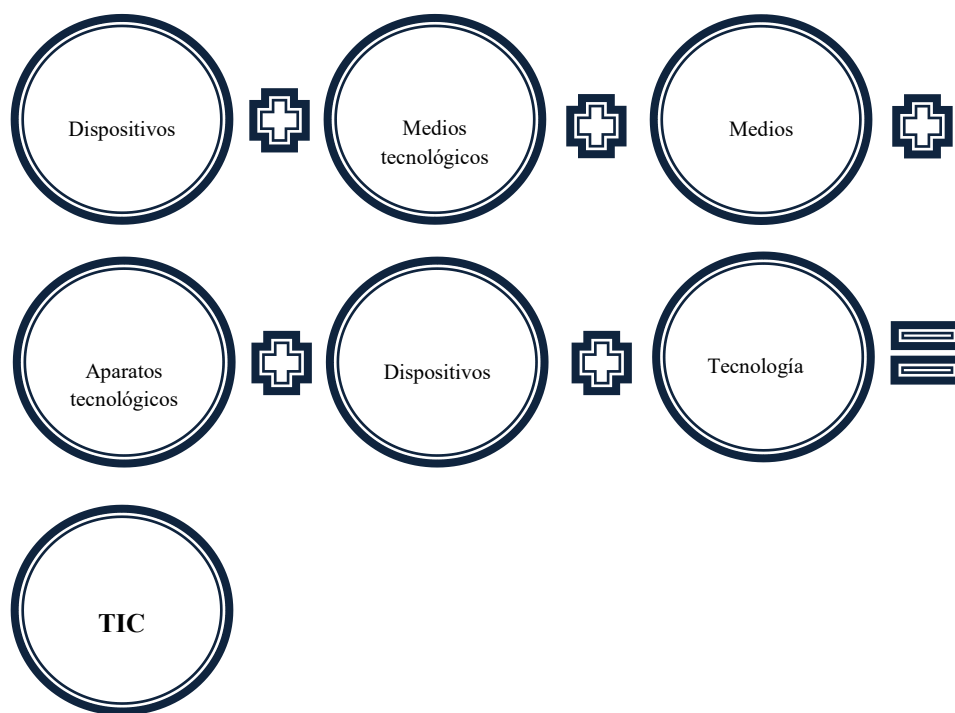 Dispositivos
Medios
tecnológicos
Medios
Aparatos
tecnológicos
Dispositivos
Tecnología
TIC